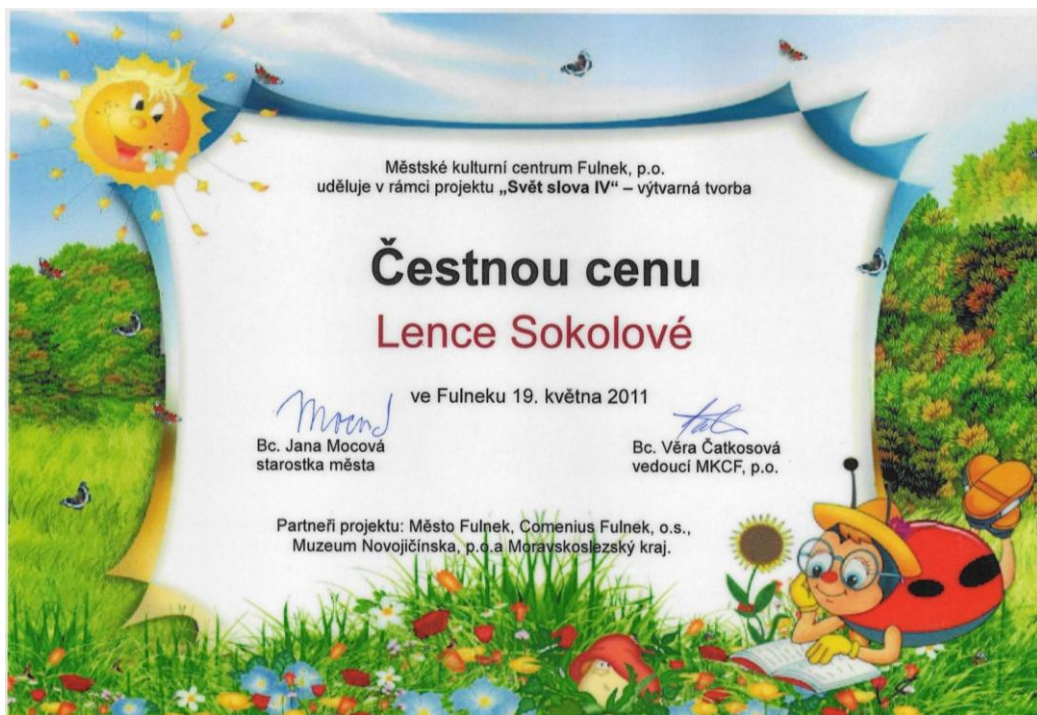 Městské kulturní centrum Fulnek, p.o.
uděluje v rámci projektu „Svět slova IV“ – výtvarná tvorba
Čestnou cenu
Lence Sokolové
ve Fulneku 19. května 2011
Bc. Jana Mocová
starostka města
Bc. Věra Čatkosová
vedoucí MKCF, p.o.
Partneři projektu: Město Fulnek, Comenius Fulnek, o.s.,
Muzeum Novojičínska, p.o.a Moravskoslezský kraj.